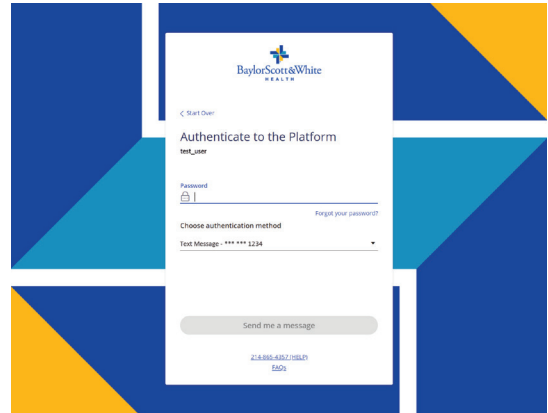 BaylorScott&White
HEALTH
< Start Over
Authenticate to the Platform
test_user
Password
Forgot your password?
Choose authentication method
Text Message - *** *** 1234
Send me a message
214-865-4357 (HELP)
FAQs